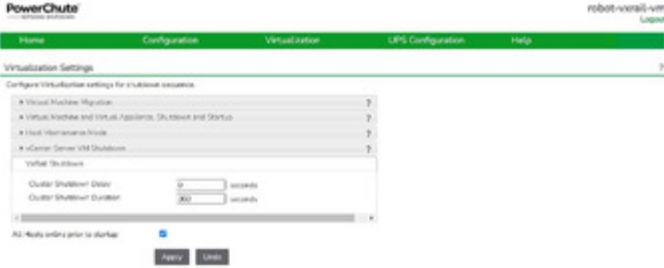 PowerChute
NETWORK SHUTDOWN
robot-vxrail-vm
Logout
Home Configuration Virtualization UPS Configuration Help
Virtualization Settings ?
Configure Virtualization settings for shutdown sequence.
Virtual Machine Migration ?
Virtual Machine and Virtual Appliance, Shutdown and Startup ?
Host Maintenance Mode ?
vCenter Server VM Shutdown ?
VxRail Shutdown
Cluster Shutdown Delay 0 seconds
Cluster Shutdown Duration seconds
All Hosts online prior to startup
Apply Undo